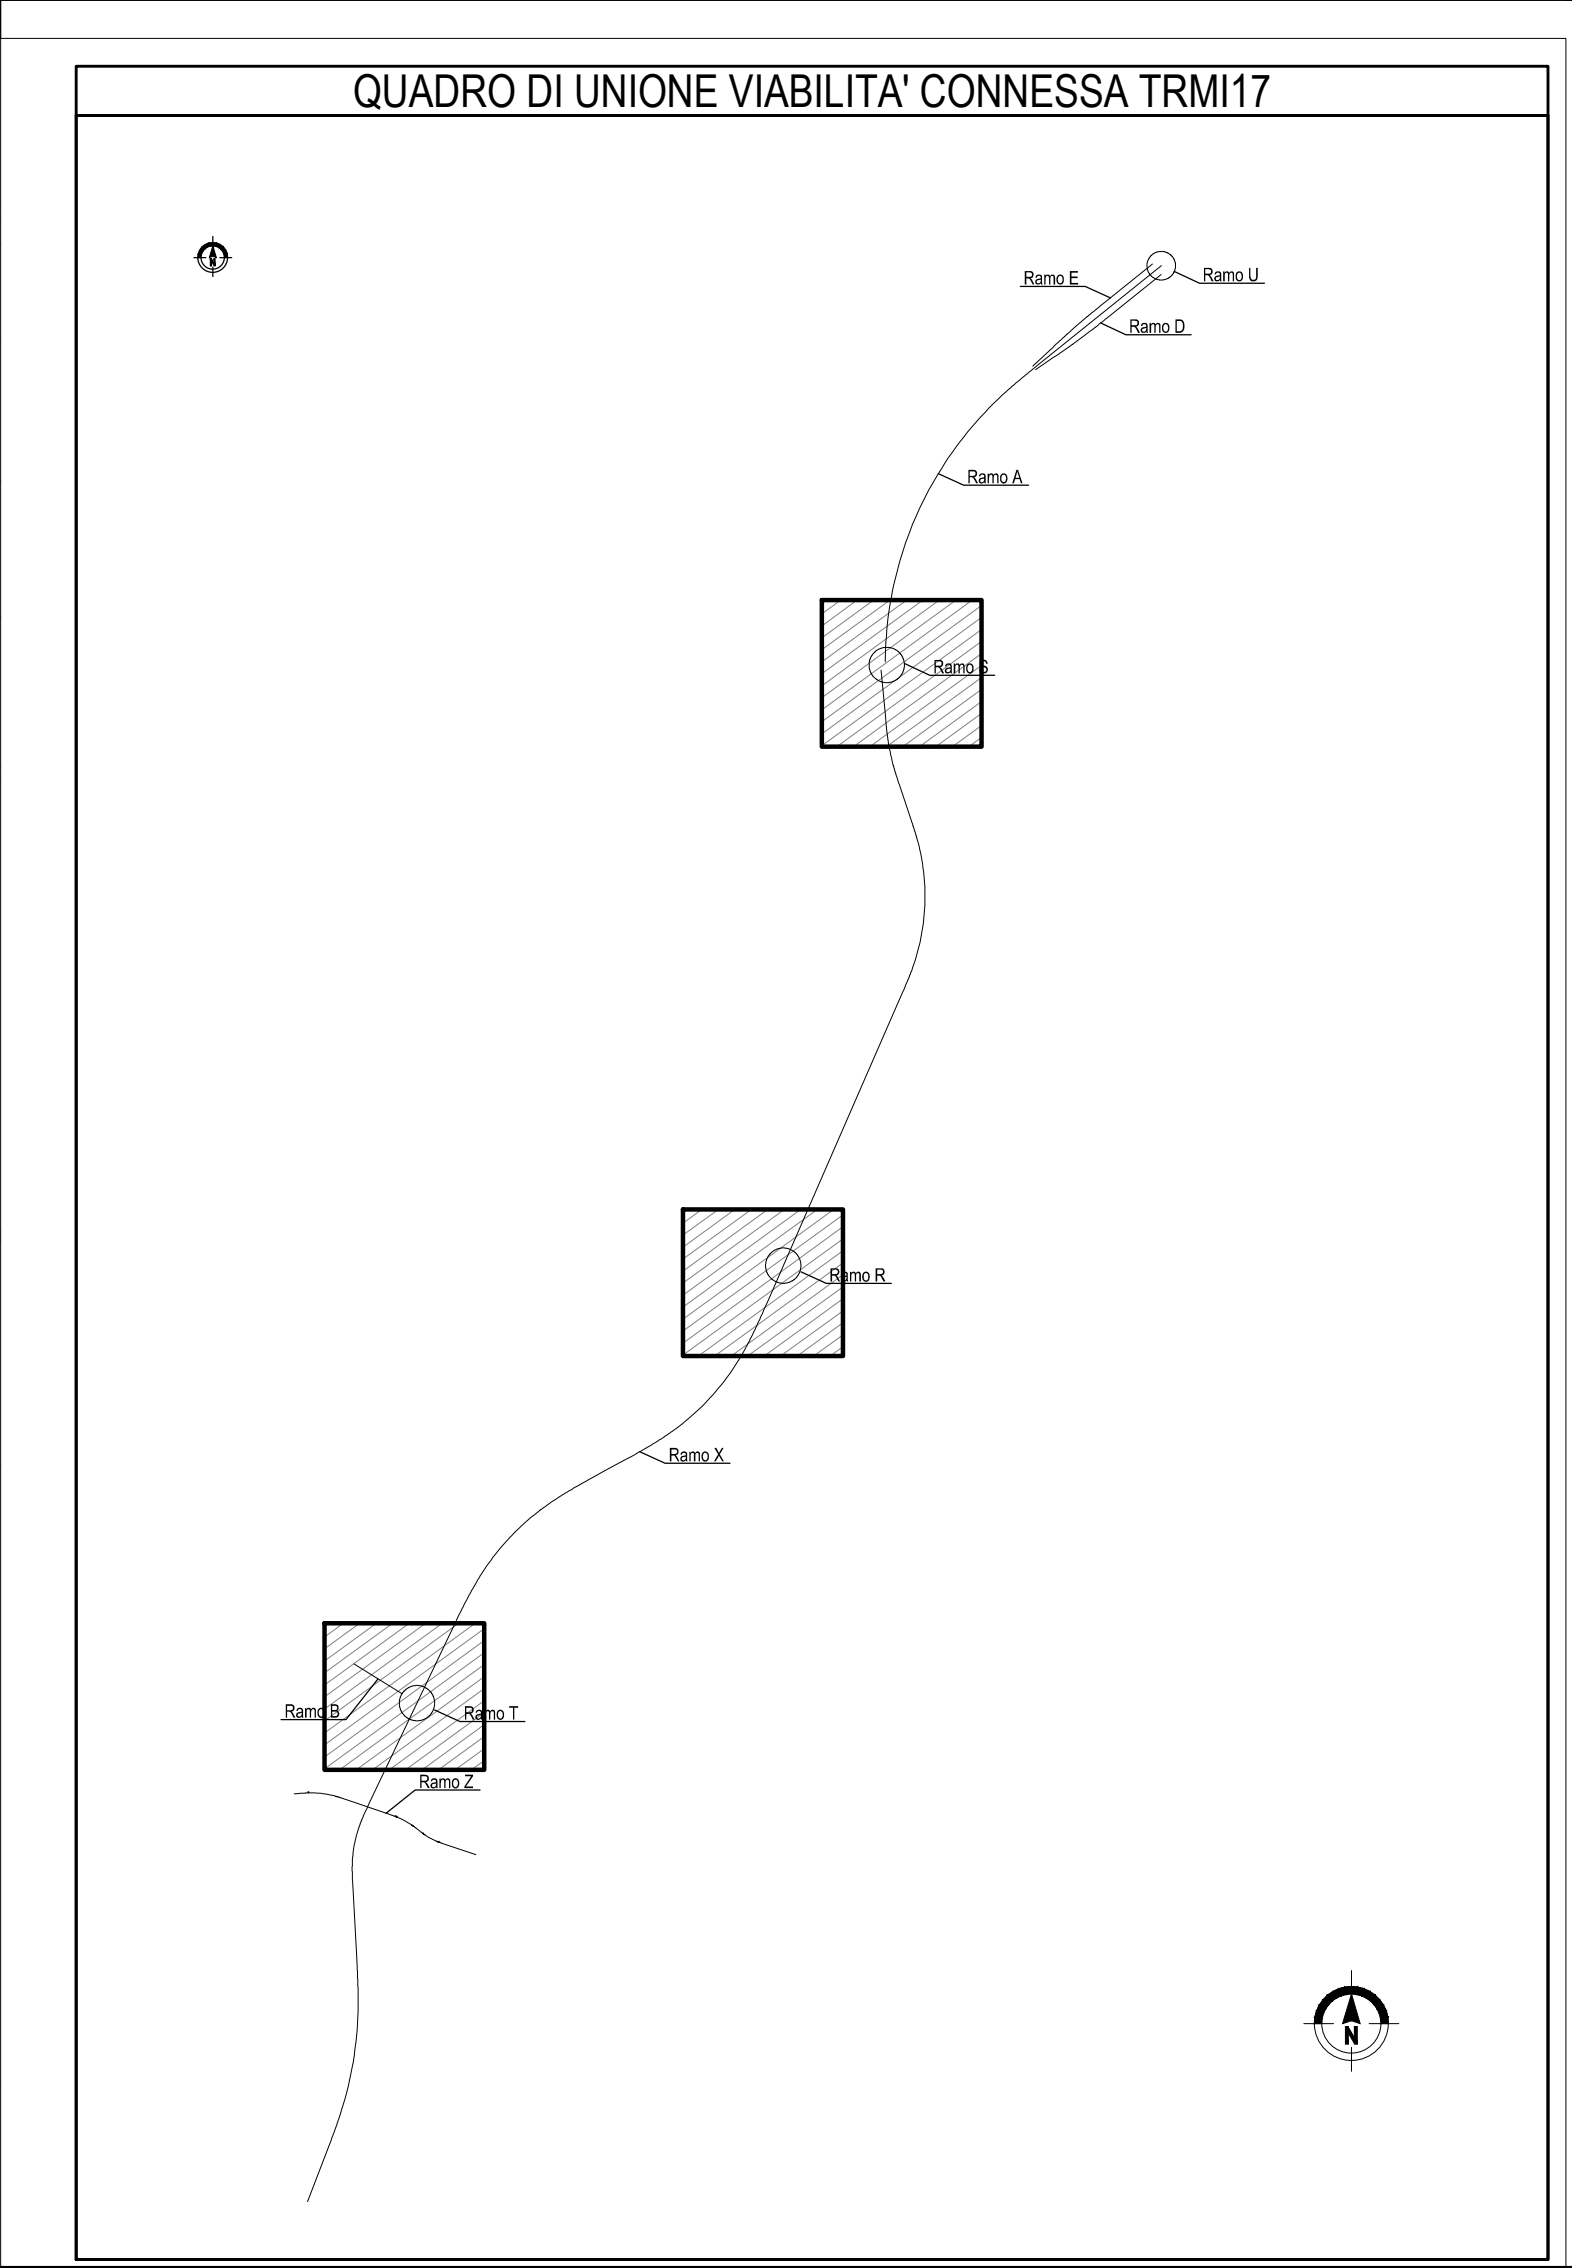 QUADRO DI UNIONE VIABILITA' CONNESSA TRMI17
N
Ramo E
Ramo U
Ramo D
Ramo A
Ramo S
Ramo R
Ramo X
Ramo B
Ramo T
Ramo Z
N